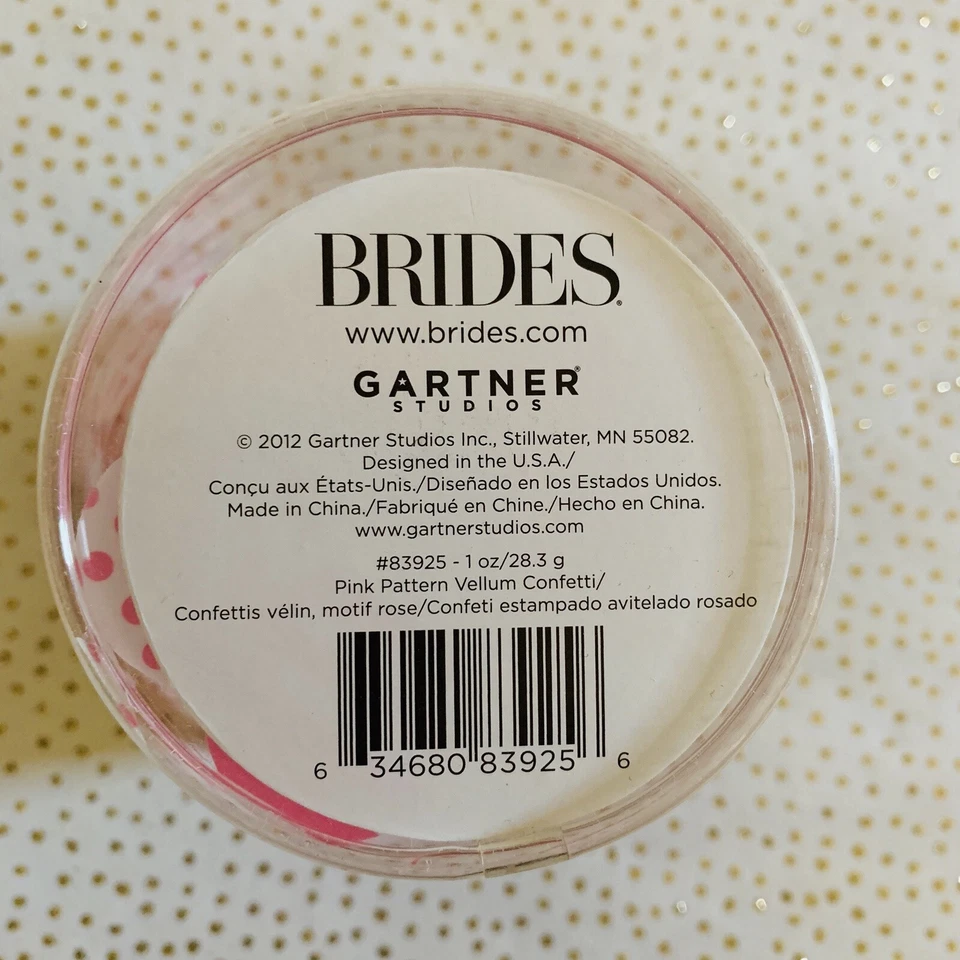 BRIDES®
www.brides.com
GARTNER®
STUDIOS
© 2012 Gartner Studios Inc., Stillwater, MN 55082.
Designed in the U.S.A./
Conçu aux États-Unis./Diseñado en los Estados Unidos.
Made in China./Fabriqué en Chine./Hecho en China.
www.gartnerstudios.com
#83925 - 1 oz/28.3 g
Pink Pattern Vellum Confetti/
Confettis vélin, motif rose/Confeti estampado avitelado rosado
6 34680 83925 6